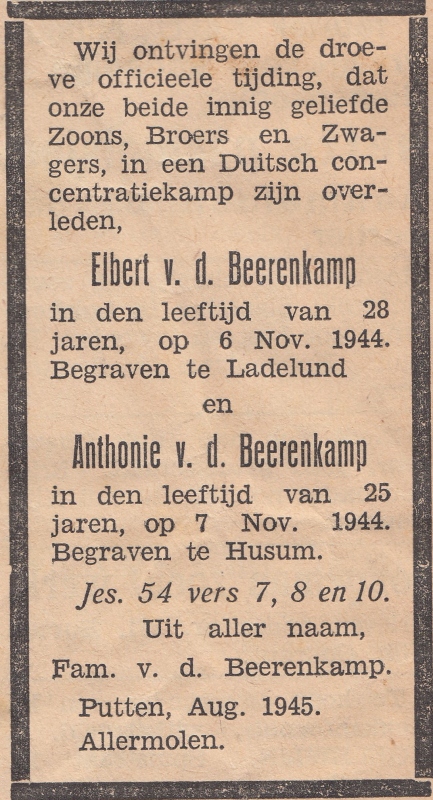 Wij ontvingen de droe-
ve officieele tijding, dat
onze beide innig geliefde
Zoons, Broers en Zwa-
gers, in een Duitsch con-
centratiekamp zijn over-
leden,
Elbert v. d. Beerenkamp
in den leeftijd van 28
jaren, op 6 Nov. 1944.
Begraven te Ladelund
en
Anthonie v. d. Beerenkamp
in den leeftijd van 25
jaren, op 7 Nov. 1944.
Begraven te Husum.
Jes. 54 vers 7, 8 en 10.
Uit aller naam,
Fam. v. d. Beerenkamp.
Putten, Aug. 1945.
Allermolen.